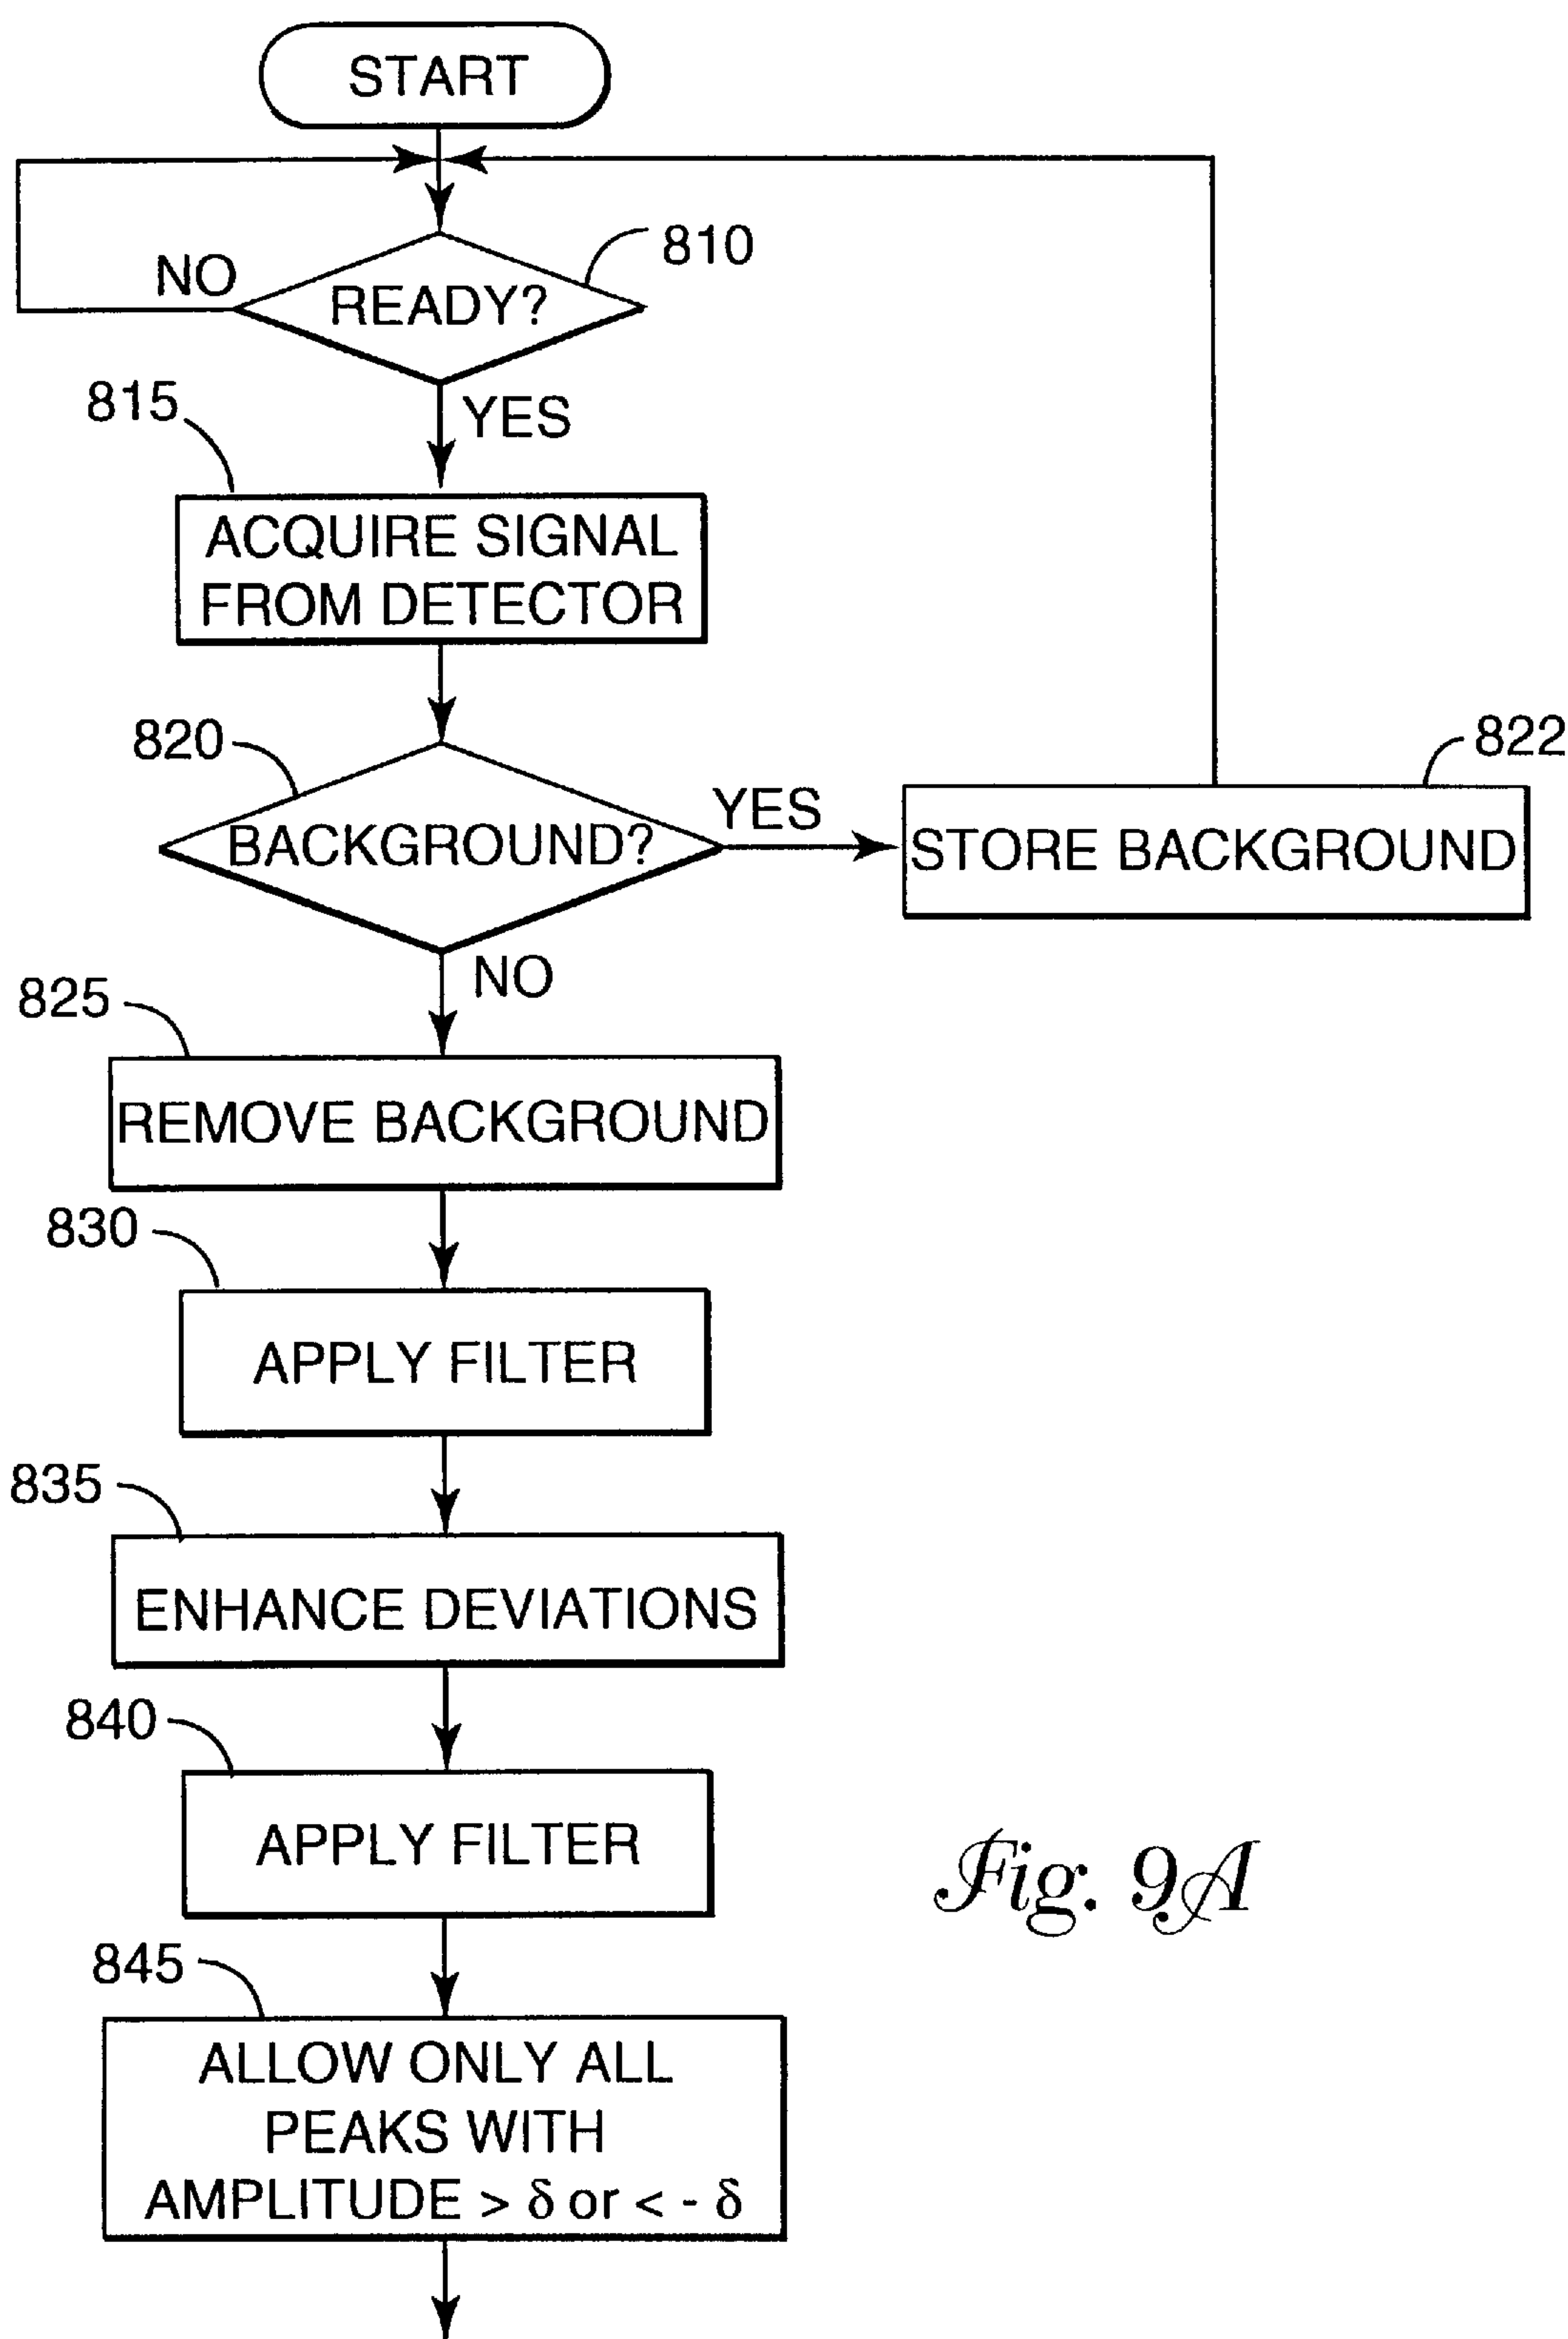 START
810
NO
READY?
815
YES
ACQUIRE SIGNAL
FROM DETECTOR
820
822
YES
BACKGROUND?
STORE BACKGROUND
NO
825
REMOVE BACKGROUND
830
APPLY FILTER
835
ENHANCE DEVIATIONS
840
APPLY FILTER
Fig. 9A
845
ALLOW ONLY ALL
PEAKS WITH
AMPLITUDE > δ or < - δ